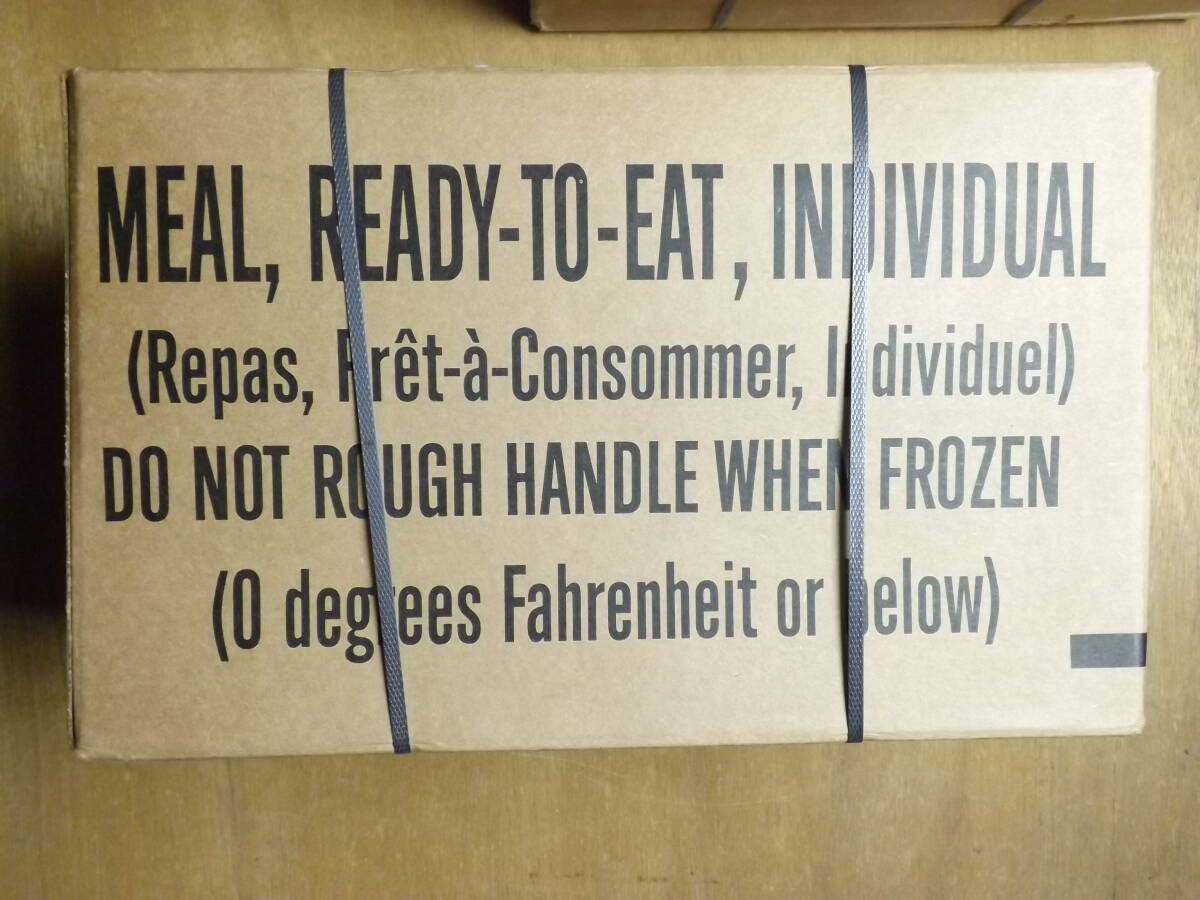 MEAL, READY-TO-EAT, INDIVIDUAL
(Repas, Prêt-à-Consommer, Individuel)
DO NOT ROUGH HANDLE WHEN FROZEN
(0 degrees Fahrenheit or below)